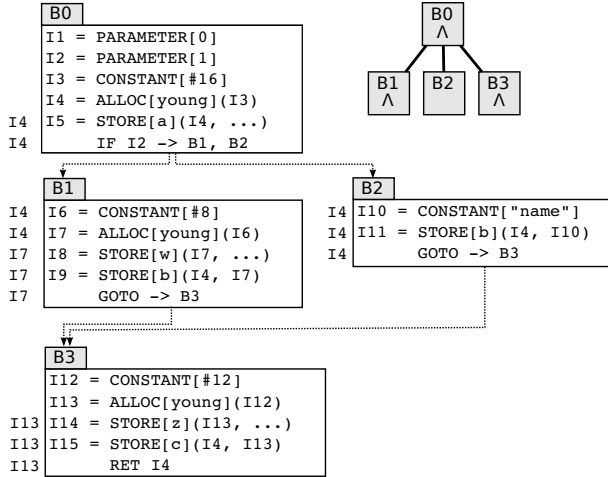 B0
I1 = PARAMETER[0]
I2 = PARAMETER[1]
I3 = CONSTANT[#16]
I4 = ALLOC[young](I3)
I4 I5 = STORE[a](I4, ...)
I4 IF I2 -> B1, B2
B0
Λ
B1
Λ
B2
B3
Λ
B1
I4 I6 = CONSTANT[#8]
I4 I7 = ALLOC[young](I6)
I7 I8 = STORE[w](I7, ...)
I7 I9 = STORE[b](I4, I7)
I7 GOTO -> B3
B2
I4 I10 = CONSTANT["name"]
I4 I11 = STORE[b](I4, I10)
I4 GOTO -> B3
B3
I12 = CONSTANT[#12]
I13 = ALLOC[young](I12)
I13 I14 = STORE[z](I13, ...)
I13 I15 = STORE[c](I4, I13)
I13 RET I4